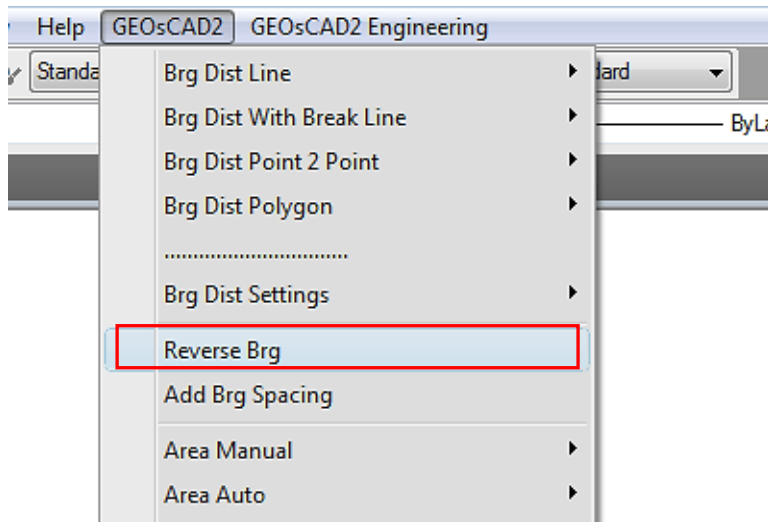 Help GEOsCAD2 GEOsCAD2 Engineering
Standa
dard
Brg Dist Line
Brg Dist With Break Line
ByLa
Brg Dist Point 2 Point
Brg Dist Polygon
................................
Brg Dist Settings
Reverse Brg
Add Brg Spacing
Area Manual
Area Auto